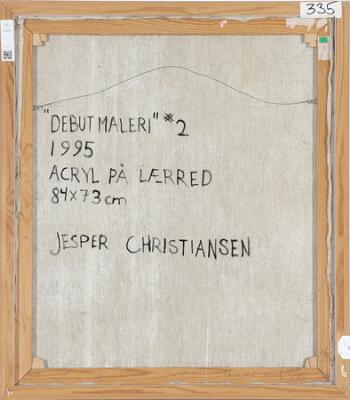 335
"DEBUT MALERI" * 2
1995
ACRYL PÅ LÆRRED
84x73 cm
JESPER CHRISTIANSEN